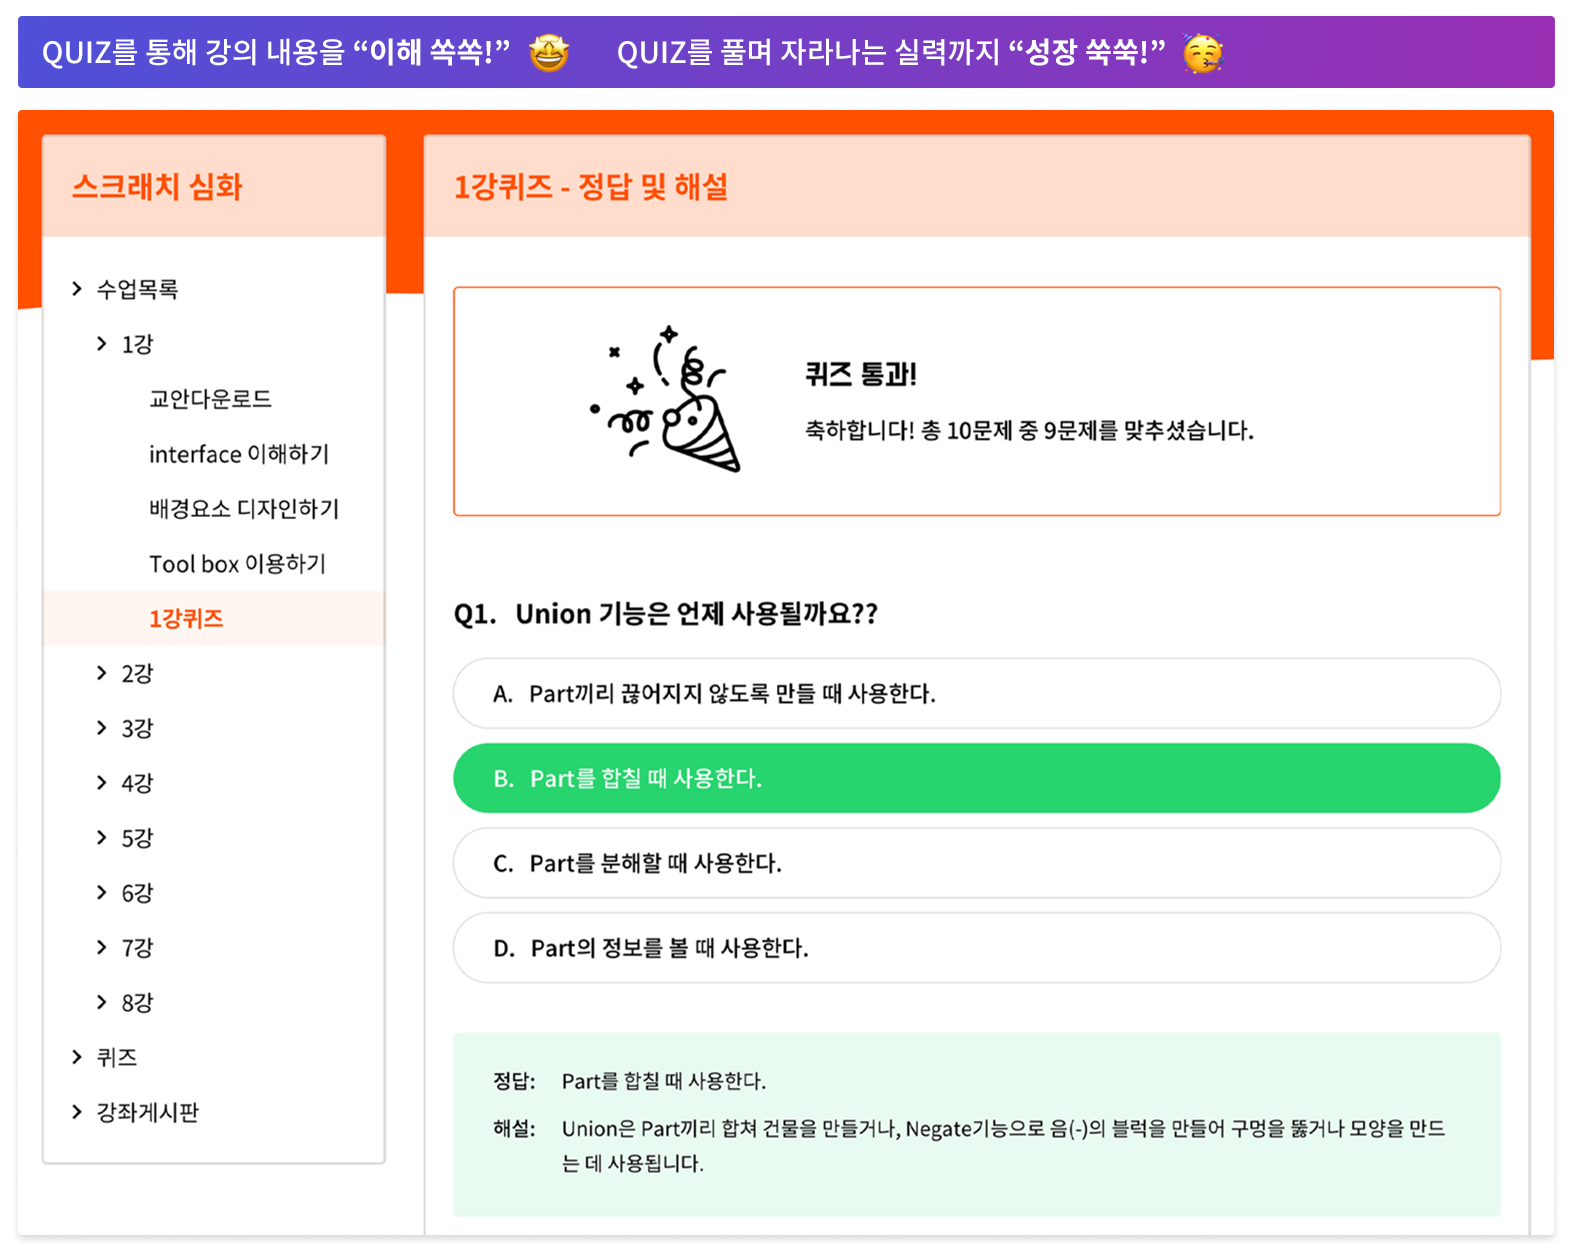 QUIZ를 통해 강의 내용을 “이해 쏙쏙!” QUIZ를 풀며 자라나는 실력까지 “성장 쑥쑥!”
스크래치 심화
수업목록
1강
교안다운로드
interface 이해하기
배경요소 디자인하기
Tool box 이용하기
1강퀴즈
2강
3강
4강
5강
6강
7강
8강
퀴즈
강좌게시판
1강퀴즈 - 정답 및 해설
퀴즈 통과!
축하합니다! 총 10문제 중 9문제를 맞추셨습니다.
Q1. Union 기능은 언제 사용될까요??
A. Part끼리 끊어지지 않도록 만들 때 사용한다.
B. Part를 합칠 때 사용한다.
C. Part를 분해할 때 사용한다.
D. Part의 정보를 볼 때 사용한다.
정답: Part를 합칠 때 사용한다.
해설: Union은 Part끼리 합쳐 건물을 만들거나, Negate기능으로 음(-)의 블럭을 만들어 구멍을 뚫거나 모양을 만드
는 데 사용됩니다.